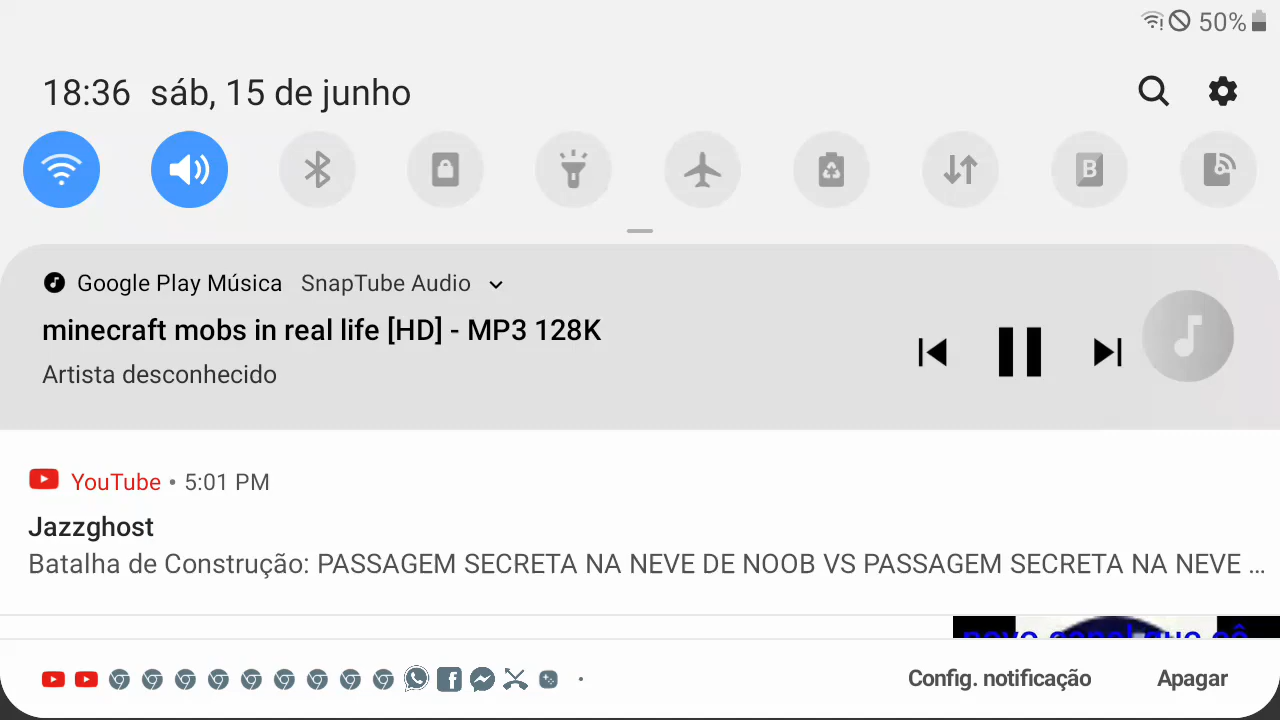 50%
18:36 sáb, 15 de junho
B
Google Play Música SnapTube Audio
minecraft mobs in real life [HD] - MP3 128K
Artista desconhecido
YouTube • 5:01 PM
Jazzghost
Batalha de Construção: PASSAGEM SECRETA NA NEVE DE NOOB VS PASSAGEM SECRETA NA NEVE ...
Config. notificação Apagar